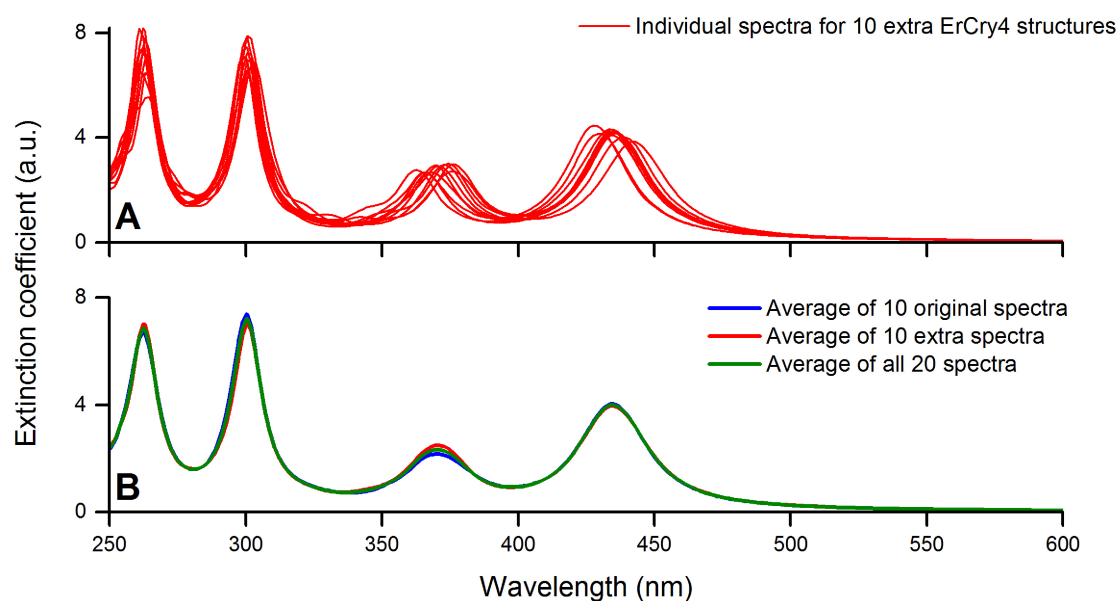 8
Individual spectra for 10 extra ErCry4 structures
4
A
0
8
Average of 10 original spectra
Average of 10 extra spectra
Average of all 20 spectra
4
B
0
250 300 350 400 450 500 550 600
Wavelength (nm)
Extinction coefficient (a.u.)